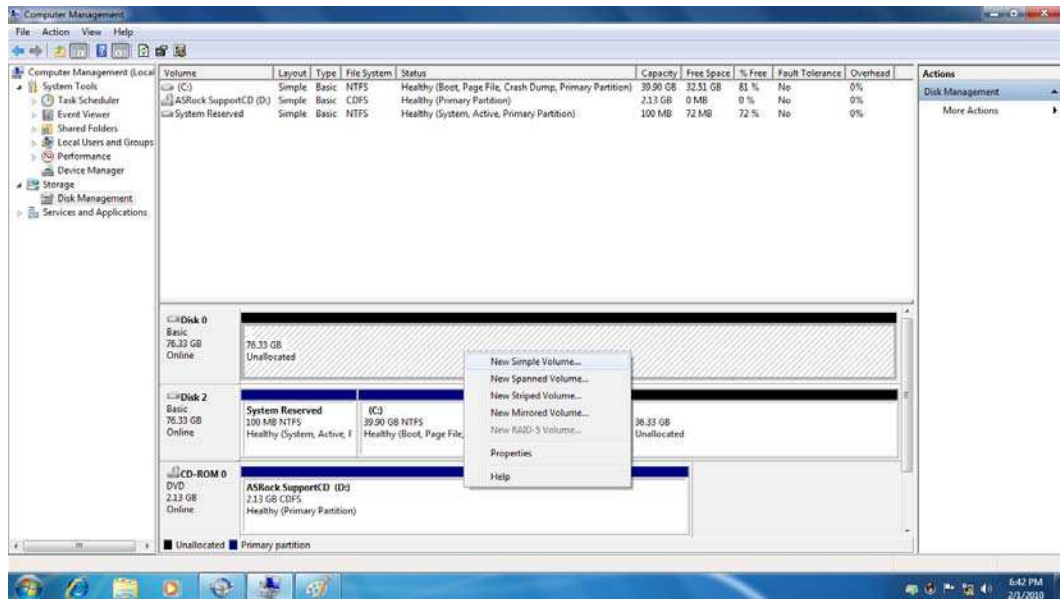 Computer Management
File Action View Help
Computer Management (Local
System Tools
Task Scheduler
Event Viewer
Shared Folders
Local Users and Groups
Performance
Device Manager
Storage
Disk Management
Services and Applications
Volume Layout Type File System Status Capacity Free Space % Free Fault Tolerance Overhead
(C:) Simple Basic NTFS Healthy (Boot, Page File, Crash Dump, Primary Partition) 39.90 GB 32.51 GB 81 % No 0%
ASRock SupportCD (D:) Simple Basic CDFS Healthy (Primary Partition) 2.13 GB 0 MB 0 % No 0%
System Reserved Simple Basic NTFS Healthy (System, Active, Primary Partition) 100 MB 72 MB 72 % No 0%
Actions
Disk Management
More Actions
Disk 0
Basic
76.33 GB
Online
76.33 GB
Unallocated
New Simple Volume...
New Spanned Volume...
New Striped Volume...
New Mirrored Volume...
New RAID-5 Volume...
Properties
Help
Disk 2
Basic
76.33 GB
Online
System Reserved
100 MB NTFS
Healthy (System, Active, F
(C:)
39.90 GB NTFS
Healthy (Boot, Page File,
36.33 GB
Unallocated
CD-ROM 0
DVD
2.13 GB
Online
ASRock SupportCD (D:)
2.13 GB CDFS
Healthy (Primary Partition)
Unallocated Primary partition
6:42 PM
2/1/2010